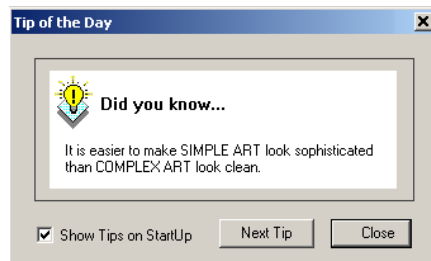 Tip of the Day
Did you know...
It is easier to make SIMPLE ART look sophisticated
than COMPLEX ART look clean.
Show Tips on StartUp
Next Tip
Close